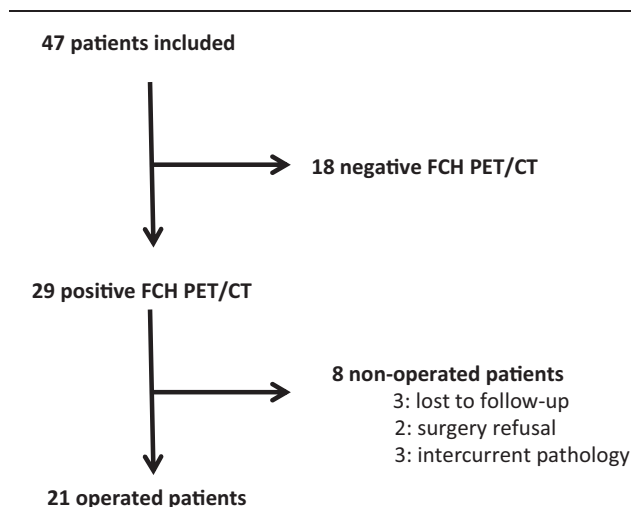 47 patients included
18 negative FCH PET/CT
29 positive FCH PET/CT
8 non-operated patients
3: lost to follow-up
2: surgery refusal
3: intercurrent pathology
21 operated patients